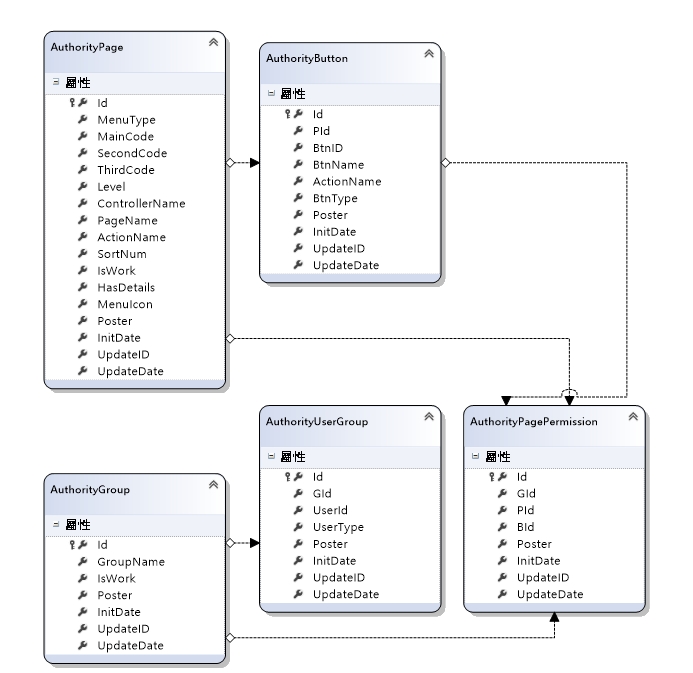 AuthorityPage
屬性
Id
MenuType
MainCode
SecondCode
ThirdCode
Level
ControllerName
PageName
ActionName
SortNum
IsWork
HasDetails
MenuIcon
Poster
InitDate
UpdateID
UpdateDate
AuthorityButton
屬性
Id
PId
BtnID
BtnName
ActionName
BtnType
Poster
InitDate
UpdateID
UpdateDate
AuthorityUserGroup
屬性
Id
GId
UserId
UserType
Poster
InitDate
UpdateID
UpdateDate
AuthorityPagePermission
屬性
Id
GId
PId
BId
Poster
InitDate
UpdateID
UpdateDate
AuthorityGroup
屬性
Id
GroupName
IsWork
Poster
InitDate
UpdateID
UpdateDate